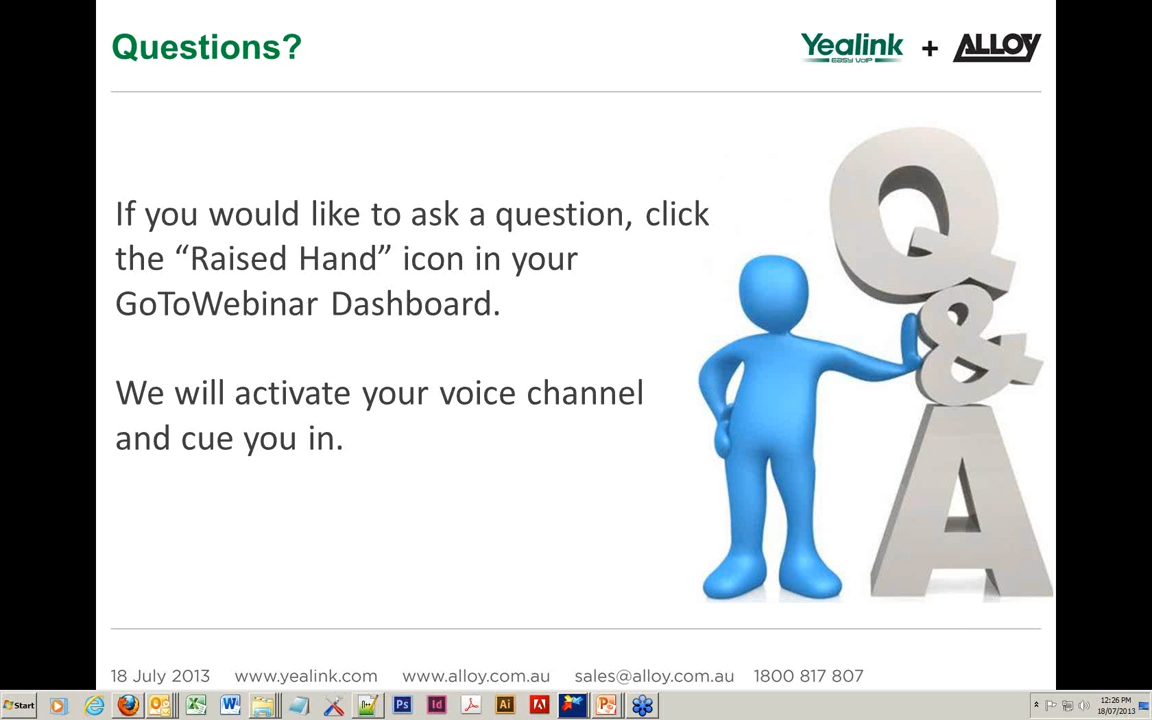 Questions?
Yealink + ALLOY
EASY VOIP
If you would like to ask a question, click
the “Raised Hand” icon in your
GoToWebinar Dashboard.
We will activate your voice channel
and cue you in.
Q
&
A
18 July 2013 www.yealink.com www.alloy.com.au sales@alloy.com.au 1800 817 807
Start
12:26 PM
18/07/2013